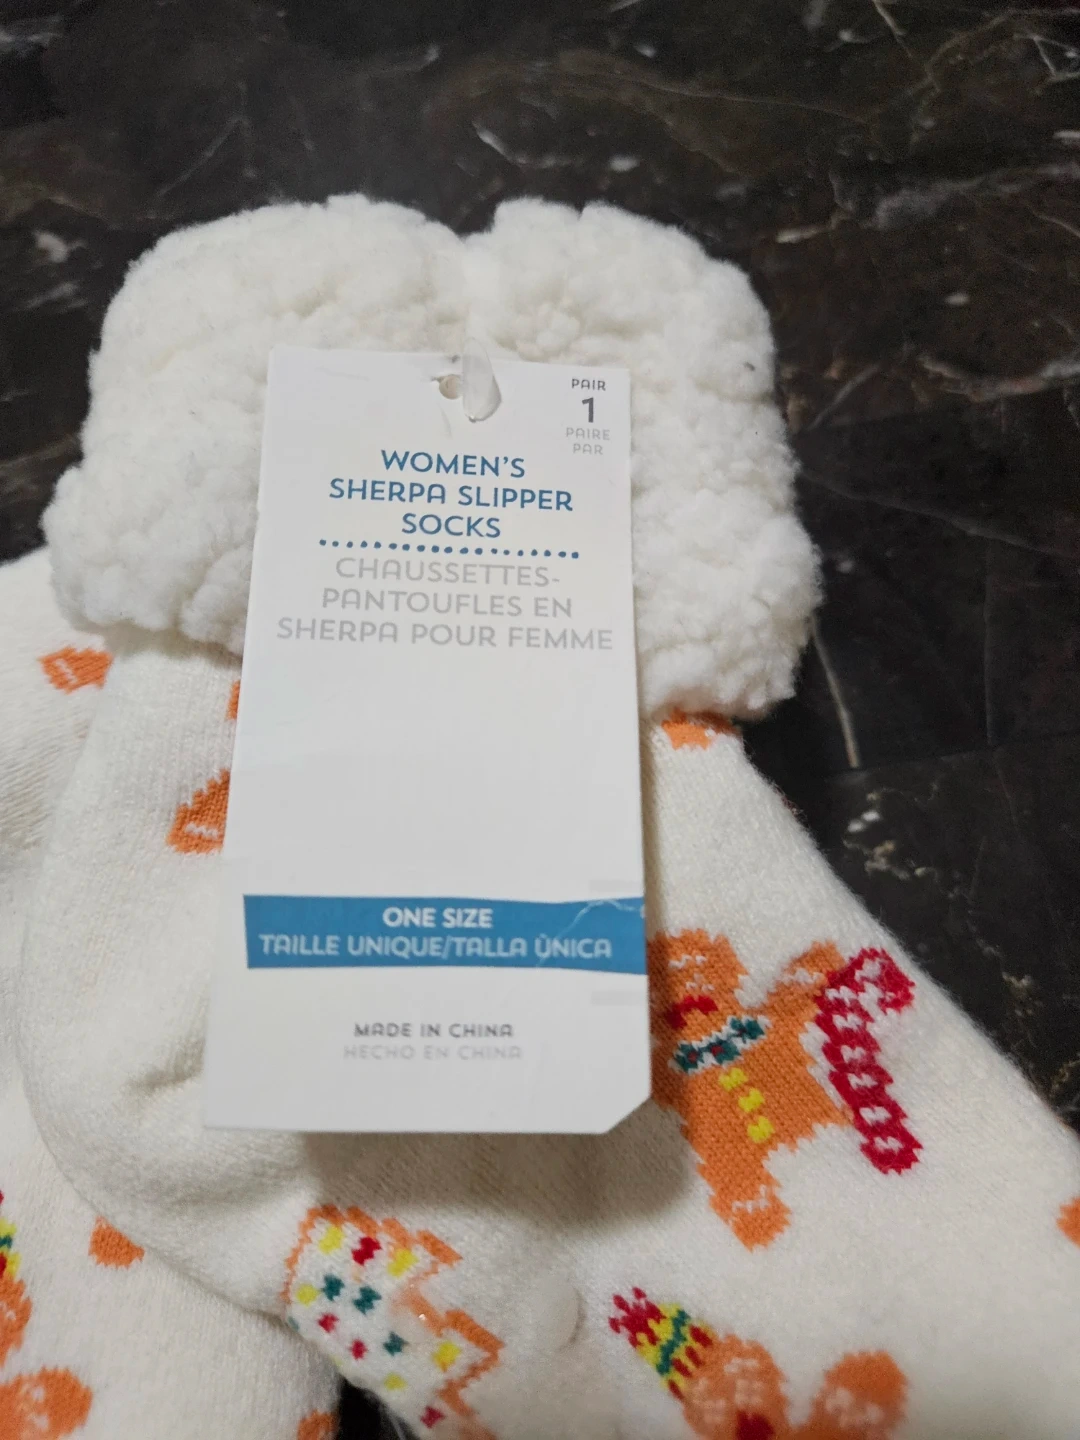 PAIR
1
PAIRE
PAR
WOMEN'S
SHERPA SLIPPER
SOCKS
CHAUSSETTES-
PANTOUFLES EN
SHERPA POUR FEMME
ONE SIZE
TAILLE UNIQUE/TALLA ÚNICA
MADE IN CHINA
HECHO EN CHINA